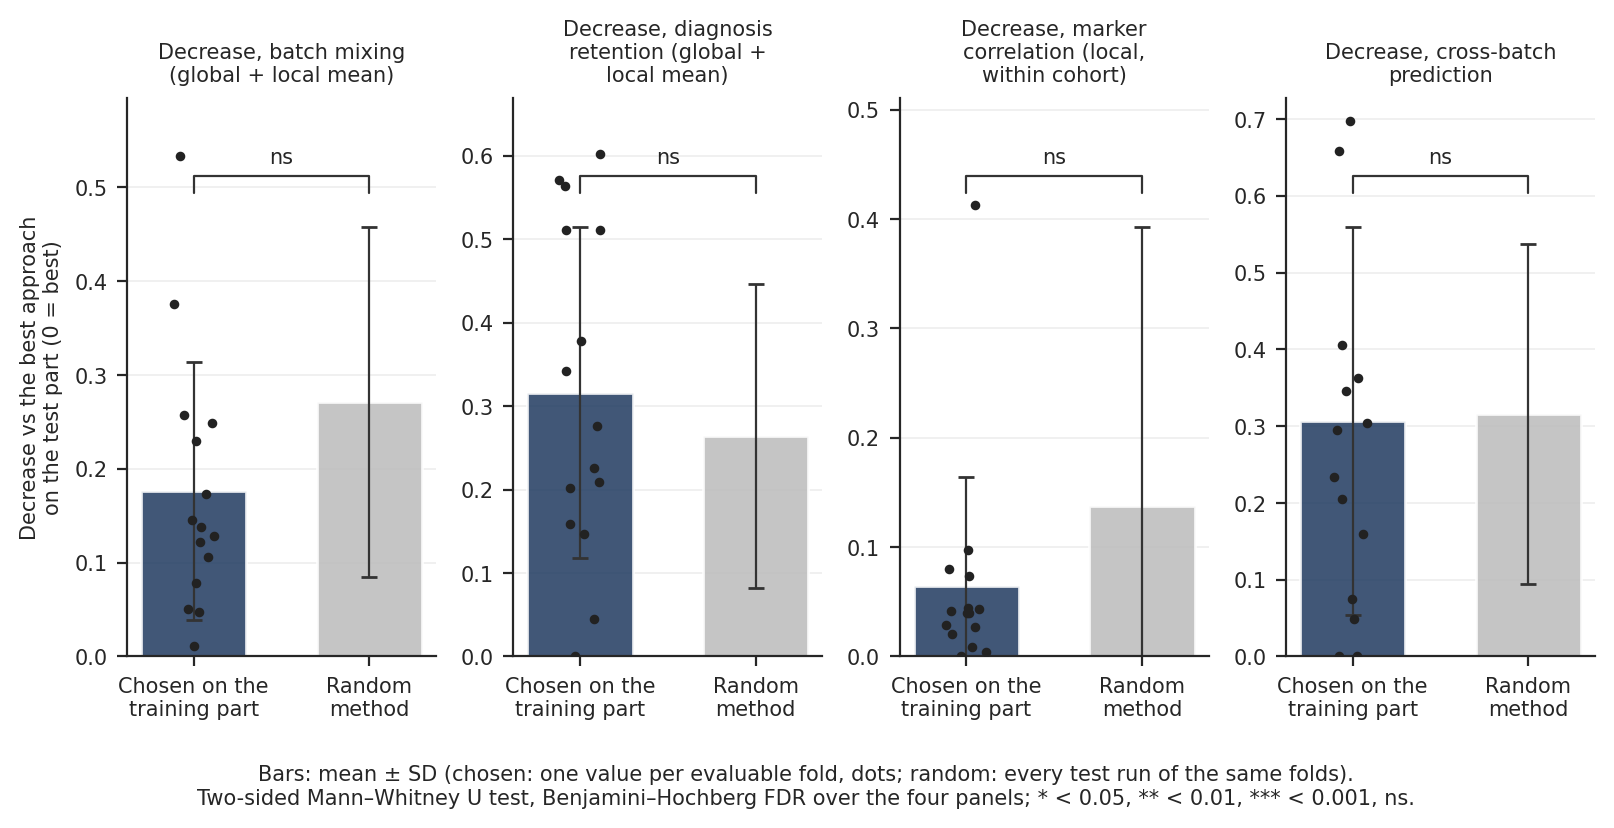 Decrease, batch mixing
(global + local mean)
Decrease, diagnosis
retention (global +
local mean)
Decrease, marker
correlation (local,
within cohort)
Decrease, cross-batch
prediction
Decrease vs the best approach
on the test part (0 = best)
0.5
0.4
0.3
0.2
0.1
0.0
ns
Chosen on the
training part
Random
method
0.6
0.5
0.4
0.3
0.2
0.1
0.0
ns
Chosen on the
training part
Random
method
0.5
0.4
0.3
0.2
0.1
0.0
ns
Chosen on the
training part
Random
method
0.7
0.6
0.5
0.4
0.3
0.2
0.1
0.0
ns
Chosen on the
training part
Random
method
Bars: mean ± SD (chosen: one value per evaluable fold, dots; random: every test run of the same folds).
Two-sided Mann–Whitney U test, Benjamini–Hochberg FDR over the four panels; * < 0.05, ** < 0.01, *** < 0.001, ns.